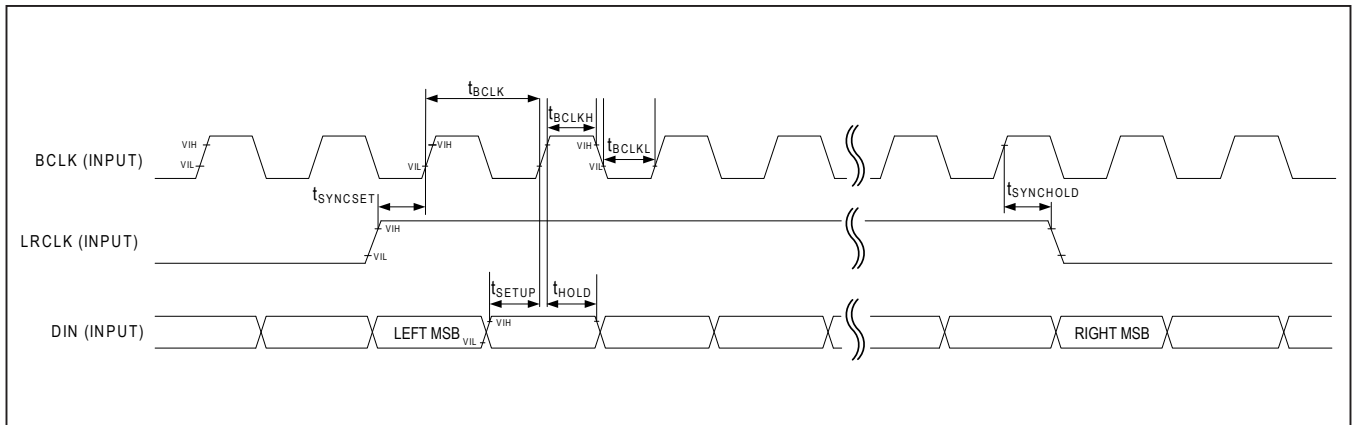 tBCLK
tBCLKH
tBCLKL
BCLK (INPUT)
VIH
VIL
VIH
VIL
VIH
VIL
tSYNCSET
tSYNCHOLD
LRCLK (INPUT)
VIH
VIL
tSETUP
tHOLD
DIN (INPUT)
LEFT MSB
VIL
VIH
RIGHT MSB